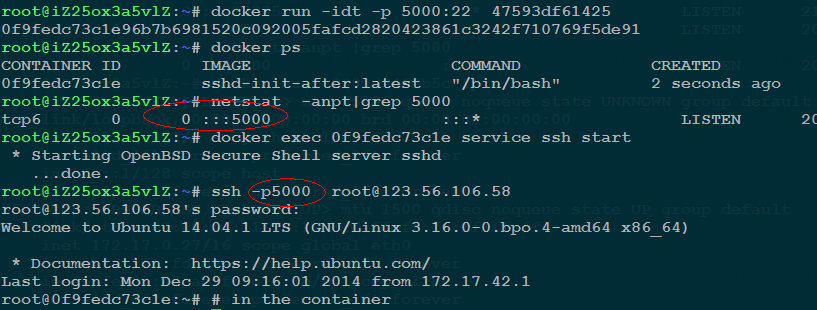 root@iZ25ox3a5vlZ:~# docker run -idt -p 5000:22  47593df61425
0f9fedc73c1e96b7b6981520c092005fafcd2820423861c3242f710769f5de91
root@iZ25ox3a5vlZ:~# docker ps
CONTAINER ID        IMAGE                    COMMAND             CREATED
0f9fedc73c1e        sshd-init-after:latest   "/bin/bash"         2 seconds ago
root@iZ25ox3a5vlZ:~# netstat  -anpt|grep 5000
tcp6       0      0 :::5000                 :::*                    LISTEN      20
root@iZ25ox3a5vlZ:~# docker exec 0f9fedc73c1e service ssh start
 * Starting OpenBSD Secure Shell server sshd
   ...done.
root@iZ25ox3a5vlZ:~# ssh -p5000  root@123.56.106.58
root@123.56.106.58's password:
Welcome to Ubuntu 14.04.1 LTS (GNU/Linux 3.16.0-0.bpo.4-amd64 x86_64)
 * Documentation:  https://help.ubuntu.com/
Last login: Mon Dec 29 09:16:01 2014 from 172.17.42.1
root@0f9fedc73c1e:~# # in the container